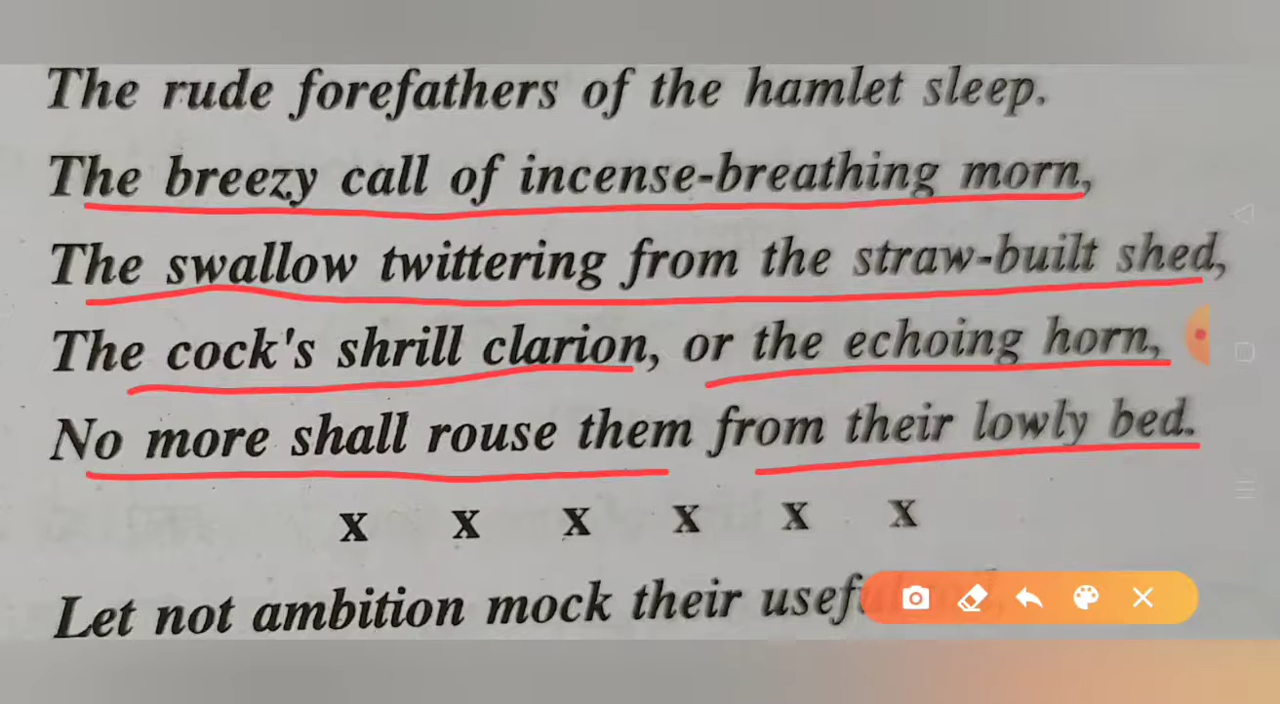 The rude forefathers of the hamlet sleep.
The breezy call of incense-breathing morn,
The swallow twittering from the straw-built shed,
The cock's shrill clarion, or the echoing horn,
No more shall rouse them from their lowly bed.
x x x x x x
Let not ambition mock their